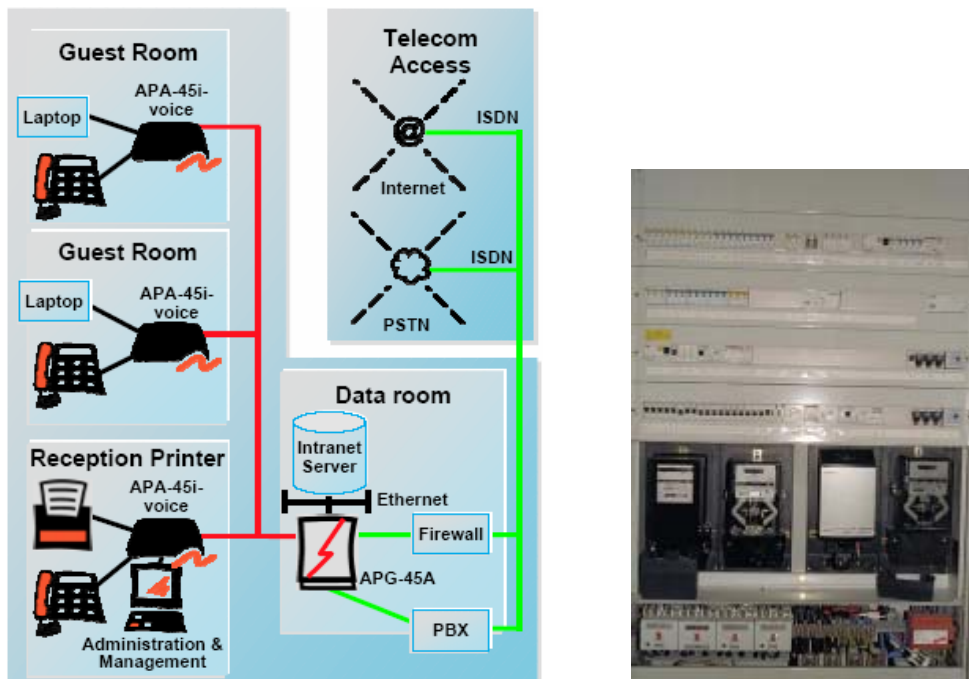 Guest Room
APA-45i-
voice
Laptop
Guest Room
APA-45i-
voice
Laptop
Reception Printer
APA-45i-
voice
Administration &
Management
Telecom
Access
ISDN
@
Internet
ISDN
PSTN
Data room
Intranet
Server
Ethernet
Firewall
APG-45A
PBX